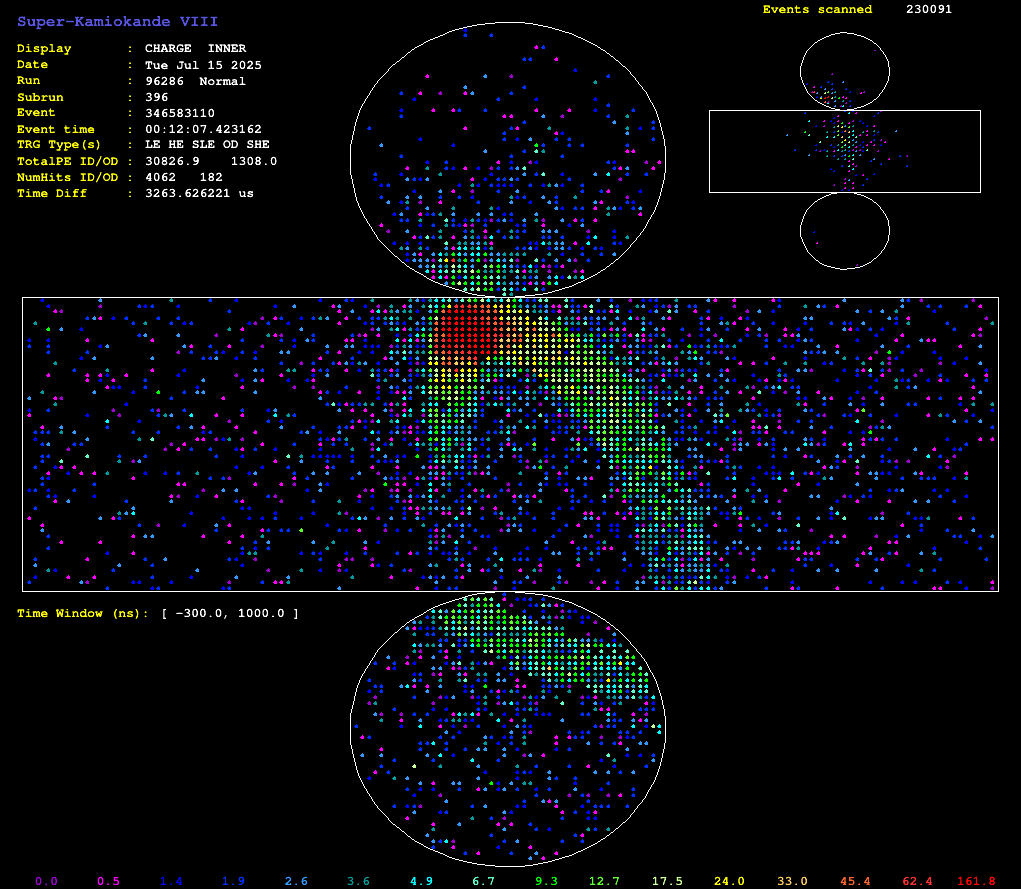 Super-Kamiokande VIII
Events scanned 230091
Display : CHARGE INNER
Date : Tue Jul 15 2025
Run : 96286 Normal
Subrun : 396
Event : 346583110
Event time : 00:12:07.423162
TRG Type(s) : LE HE SLE OD SHE
TotalPE ID/OD : 30826.9 1308.0
NumHits ID/OD : 4062 182
Time Diff : 3263.626221 us
Time Window (ns): [ -300.0, 1000.0 ]
0.0 0.5 1.4 1.9 2.6 3.6 4.9 6.7 9.3 12.7 17.5 24.0 33.0 45.4 62.4 161.8